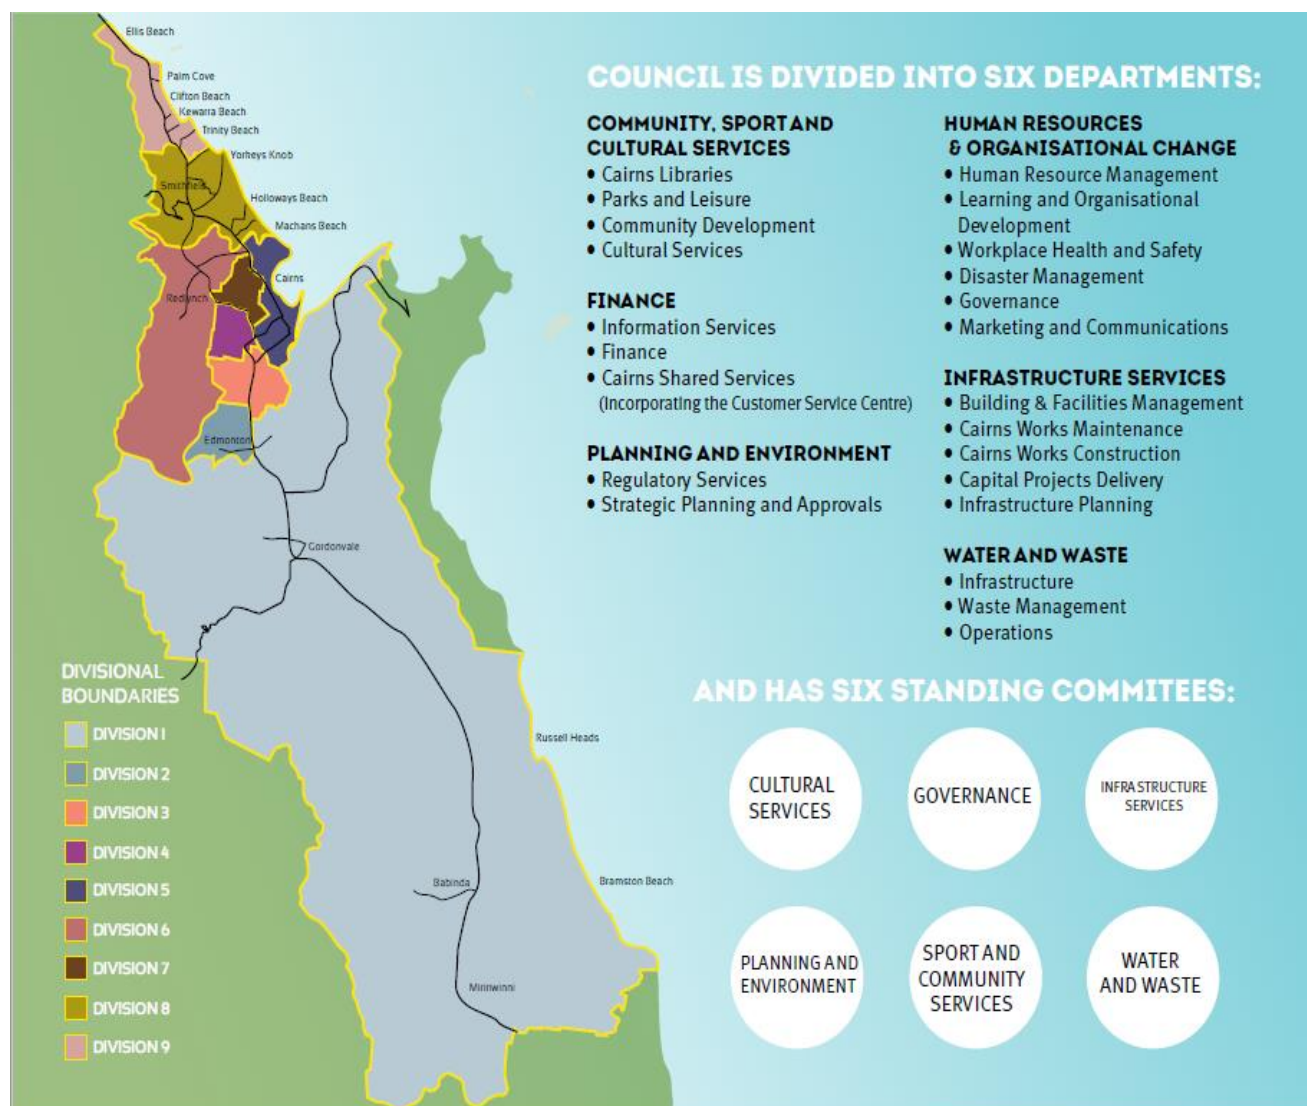 Ellis Beach
Palm Cove
Clifton Beach
Kewarra Beach
Trinity Beach
Yorheys Knob
Smithfield
Holloways Beach
Machans Beach
Cairns
Redlynch
Edmonton
Gordonvale
Russell Heads
Babinda
Bramston Beach
Mirriwinni
DIVISIONAL
BOUNDARIES
DIVISION 1
DIVISION 2
DIVISION 3
DIVISION 4
DIVISION 5
DIVISION 6
DIVISION 7
DIVISION 8
DIVISION 9
COUNCIL IS DIVIDED INTO SIX DEPARTMENTS:
COMMUNITY, SPORT AND
CULTURAL SERVICES
• Cairns Libraries
• Parks and Leisure
• Community Development
• Cultural Services
FINANCE
• Information Services
• Finance
• Cairns Shared Services
(Incorporating the Customer Service Centre)
PLANNING AND ENVIRONMENT
• Regulatory Services
• Strategic Planning and Approvals
HUMAN RESOURCES
& ORGANISATIONAL CHANGE
• Human Resource Management
• Learning and Organisational
Development
• Workplace Health and Safety
• Disaster Management
• Governance
• Marketing and Communications
INFRASTRUCTURE SERVICES
• Building & Facilities Management
• Cairns Works Maintenance
• Cairns Works Construction
• Capital Projects Delivery
• Infrastructure Planning
WATER AND WASTE
• Infrastructure
• Waste Management
• Operations
AND HAS SIX STANDING COMMITEES:
CULTURAL
SERVICES
GOVERNANCE
INFRASTRUCTURE
SERVICES
PLANNING AND
ENVIRONMENT
SPORT AND
COMMUNITY
SERVICES
WATER
AND WASTE